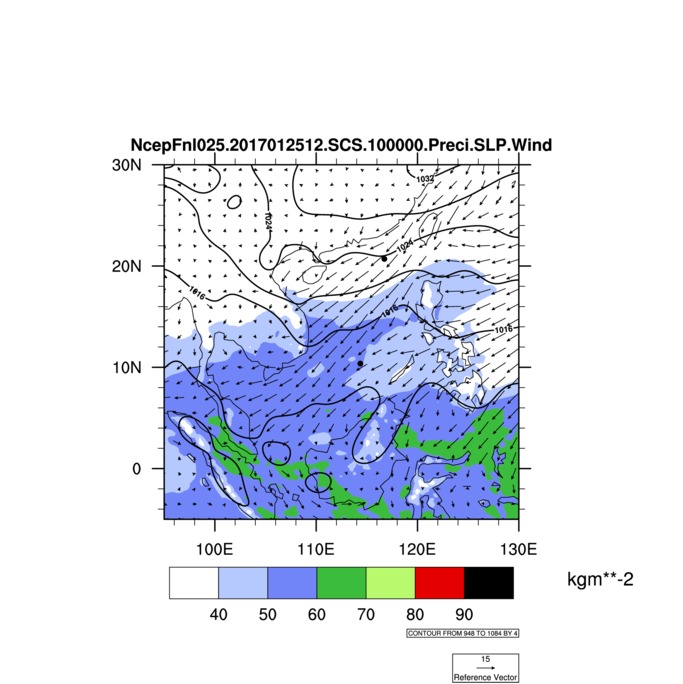 NcepFnl025.2017012512.SCS.100000.Preci.SLP.Wind
30N
20N
10N
0
1032
1024
1024
1016
1016
1016
100E 110E 120E 130E
kgm**-2
40 50 60 70 80 90
CONTOUR FROM 948 TO 1084 BY 4
15
Reference Vector